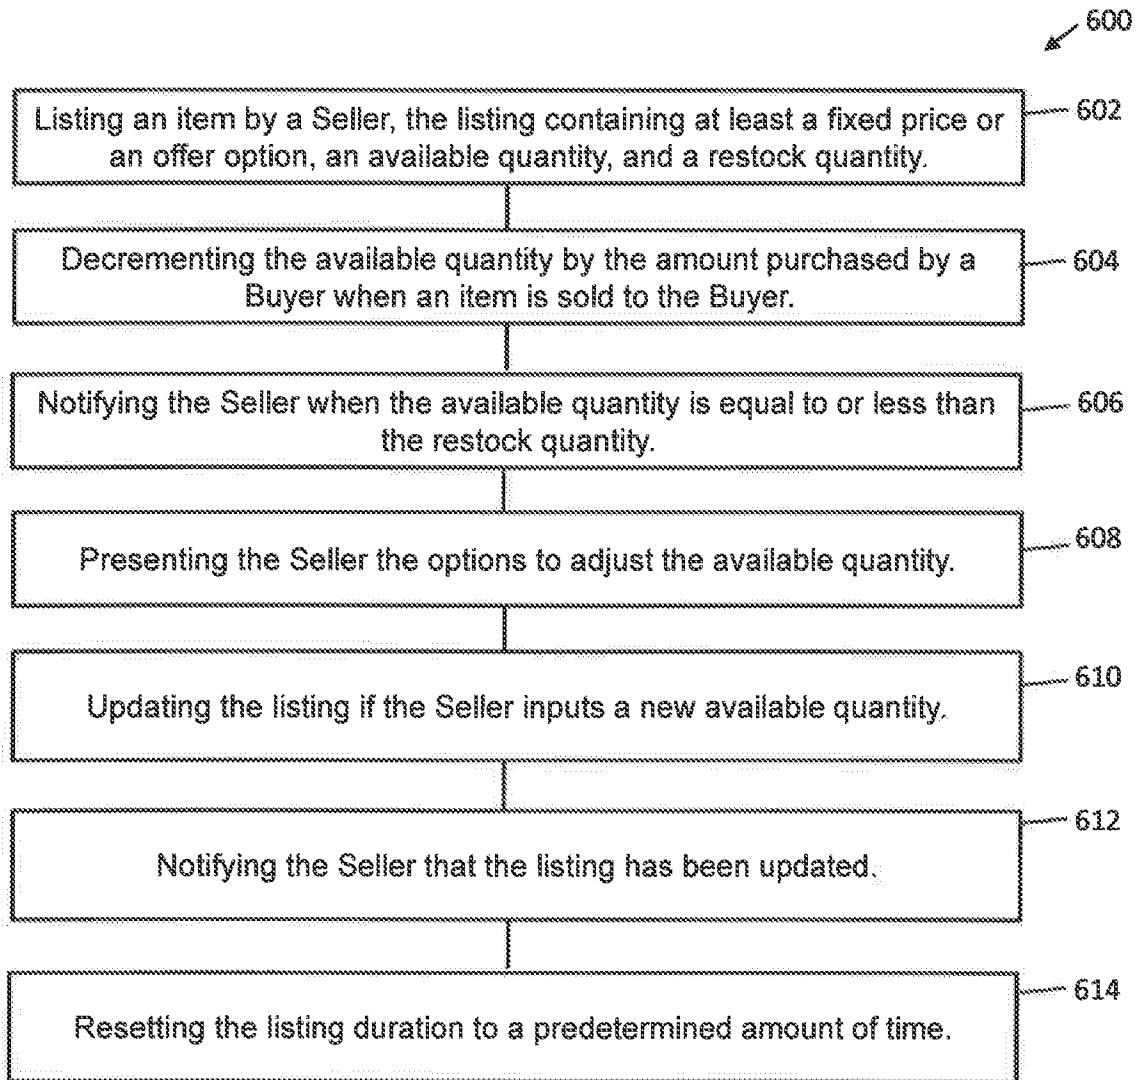 600
Listing an item by a Seller, the listing containing at least a fixed price or
an offer option, an available quantity, and a restock quantity.
602
Decrementing the available quantity by the amount purchased by a
Buyer when an item is sold to the Buyer.
604
Notifying the Seller when the available quantity is equal to or less than
the restock quantity.
606
Presenting the Seller the options to adjust the available quantity.
608
Updating the listing if the Seller inputs a new available quantity.
610
Notifying the Seller that the listing has been updated.
612
Resetting the listing duration to a predetermined amount of time.
614